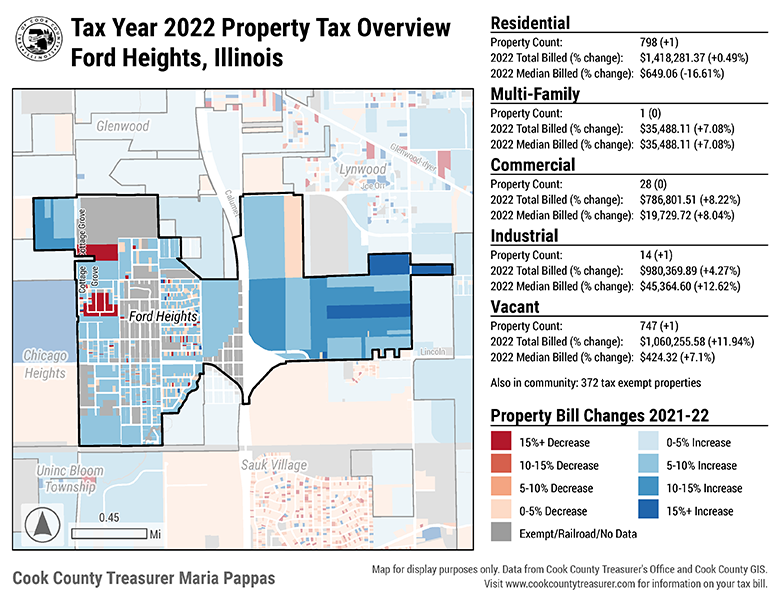 Tax Year 2022 Property Tax Overview
Ford Heights, Illinois
Glenwood
Glenwood-dyer
Lynwood
Joe Orr
Calumet
Cottage Grove
Cottage
Grove
Ford Heights
Chicago
Heights
Lincoln
Uninc Bloom
Township
Sauk Village
0.45
Mi
Residential
Property Count: 798 (+1)
2022 Total Billed (% change): $1,418,281.37 (+0.49%)
2022 Median Billed (% change): $649.06 (-16.61%)
Multi-Family
Property Count: 1 (0)
2022 Total Billed (% change): $35,488.11 (+7.08%)
2022 Median Billed (% change): $35,488.11 (+7.08%)
Commercial
Property Count: 28 (0)
2022 Total Billed (% change): $786,801.51 (+8.22%)
2022 Median Billed (% change): $19,729.72 (+8.04%)
Industrial
Property Count: 14 (+1)
2022 Total Billed (% change): $980,369.89 (+4.27%)
2022 Median Billed (% change): $45,364.60 (+12.62%)
Vacant
Property Count: 747 (+1)
2022 Total Billed (% change): $1,060,255.58 (+11.94%)
2022 Median Billed (% change): $424.32 (+7.1%)
Also in community: 372 tax exempt properties
Property Bill Changes 2021-22
15%+ Decrease
10-15% Decrease
5-10% Decrease
0-5% Decrease
Exempt/Railroad/No Data
0-5% Increase
5-10% Increase
10-15% Increase
15%+ Increase
Cook County Treasurer Maria Pappas
Map for display purposes only. Data from Cook County Treasurer's Office and Cook County GIS.
Visit www.cookcountytreasurer.com for information on your tax bill.